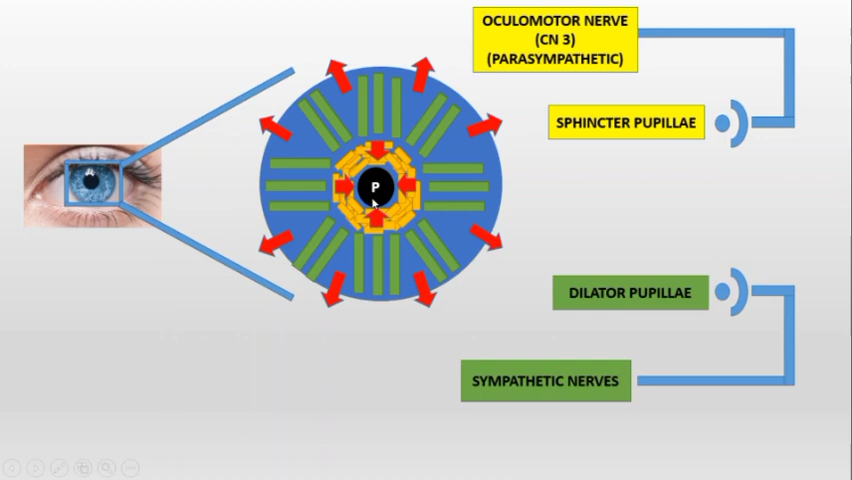 OCULOMOTOR NERVE
(CN 3)
(PARASYMPATHETIC)
SPHINCTER PUPILLAE
P
DILATOR PUPILLAE
SYMPATHETIC NERVES